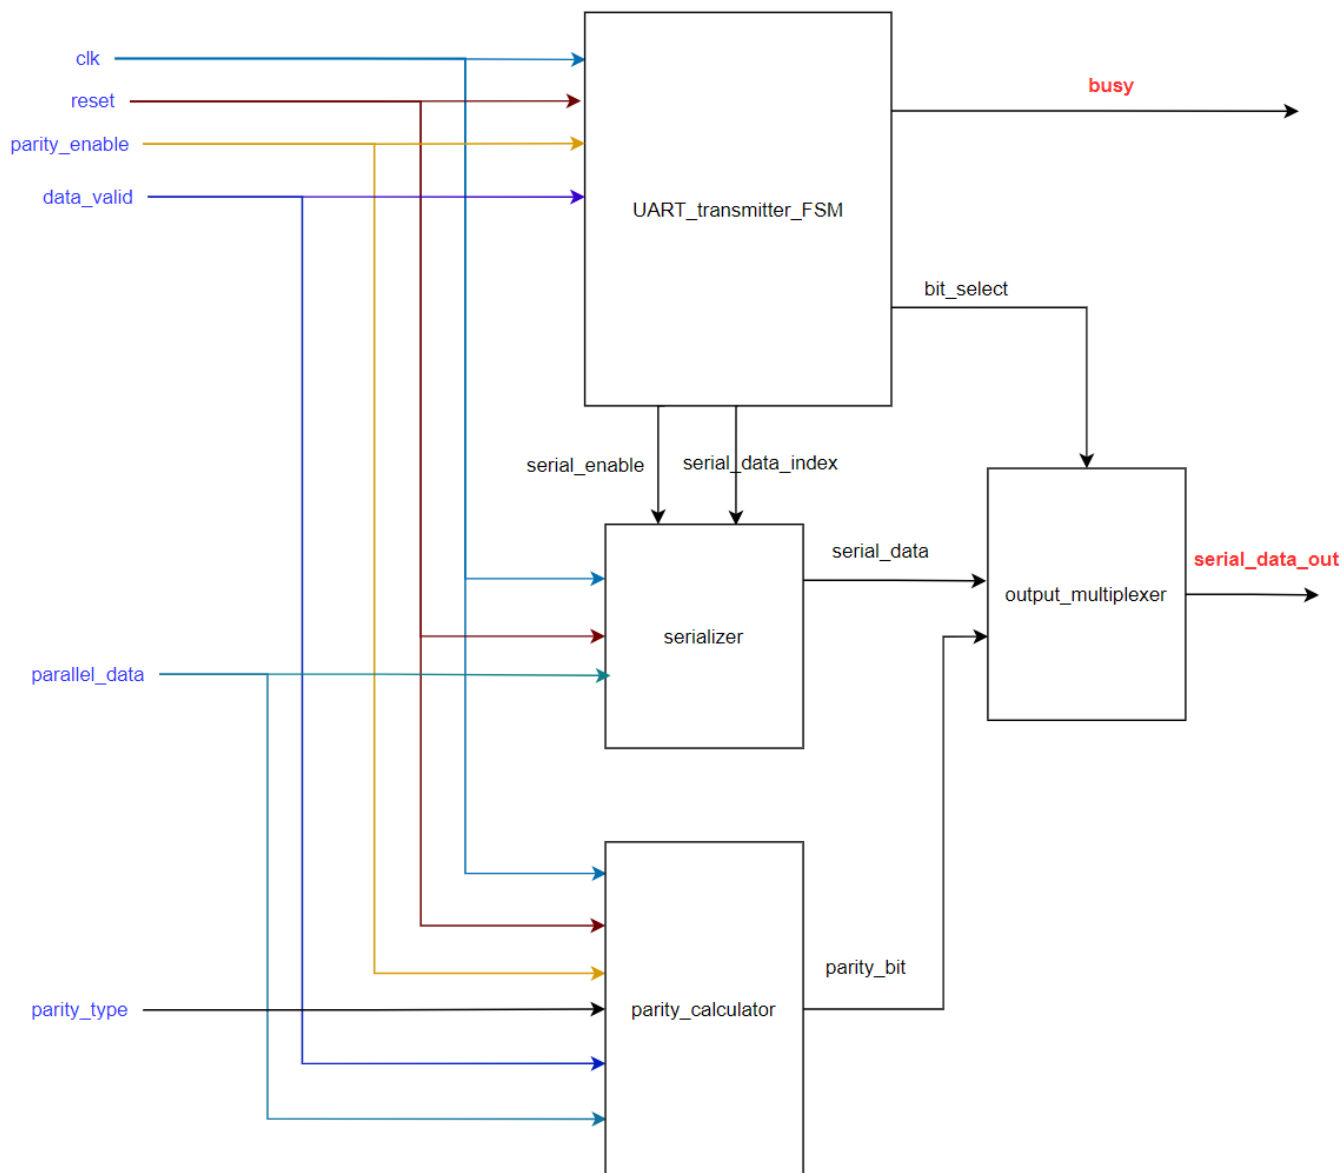 clk
reset
parity_enable
data_valid
busy
UART_transmitter_FSM
bit_select
serial_enable
serial_data_index
serial_data
serial_data_out
output_multiplexer
serializer
parallel_data
parity_bit
parity_type
parity_calculator